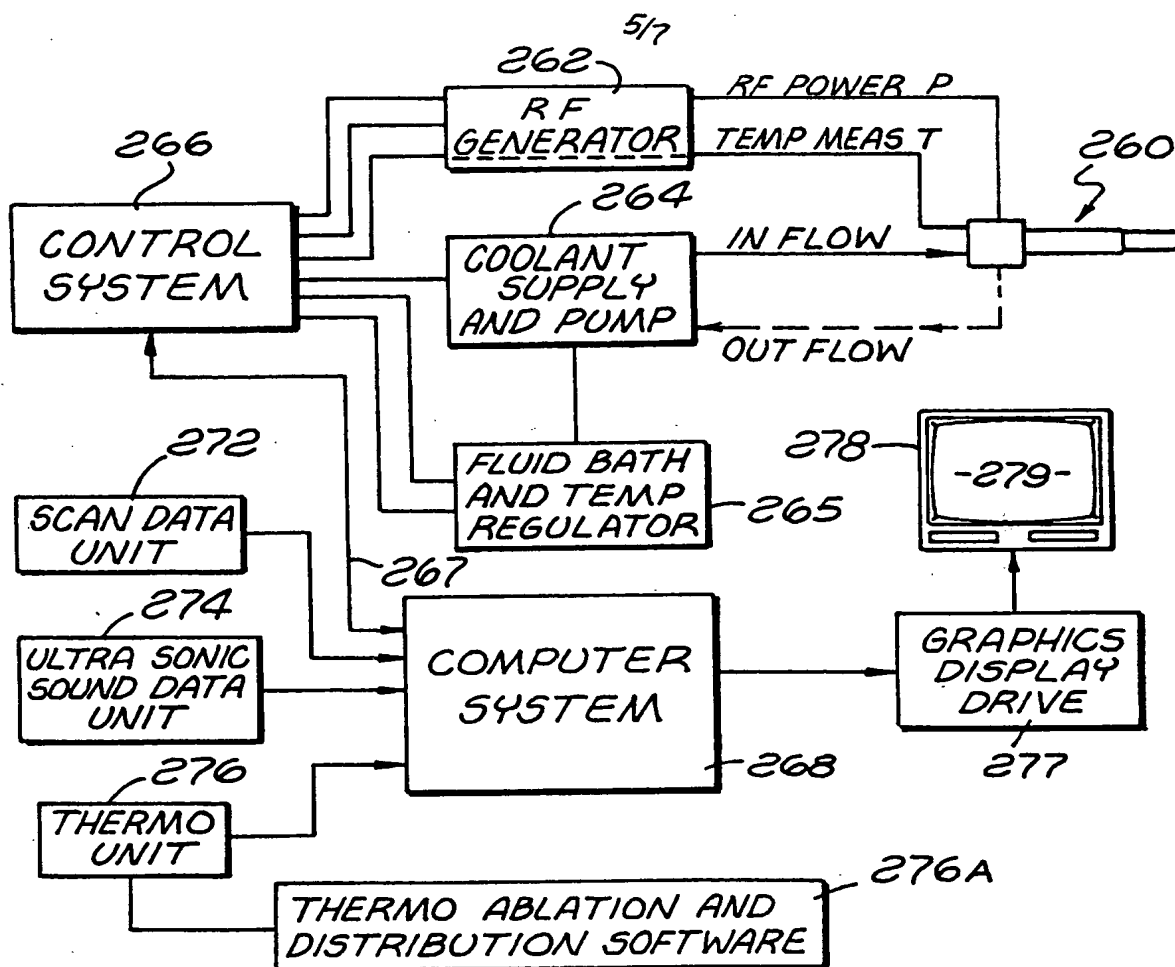 5/7
262
RF
GENERATOR
RF POWER P
TEMP MEAS T
260
266
CONTROL
SYSTEM
264
COOLANT
SUPPLY
AND PUMP
IN FLOW
OUT FLOW
272
SCAN DATA
UNIT
FLUID BATH
AND TEMP
REGULATOR
265
278
-279-
267
274
ULTRA SONIC
SOUND DATA
UNIT
COMPUTER
SYSTEM
268
GRAPHICS
DISPLAY
DRIVE
277
276
THERMO
UNIT
276A
THERMO ABLATION AND
DISTRIBUTION SOFTWARE